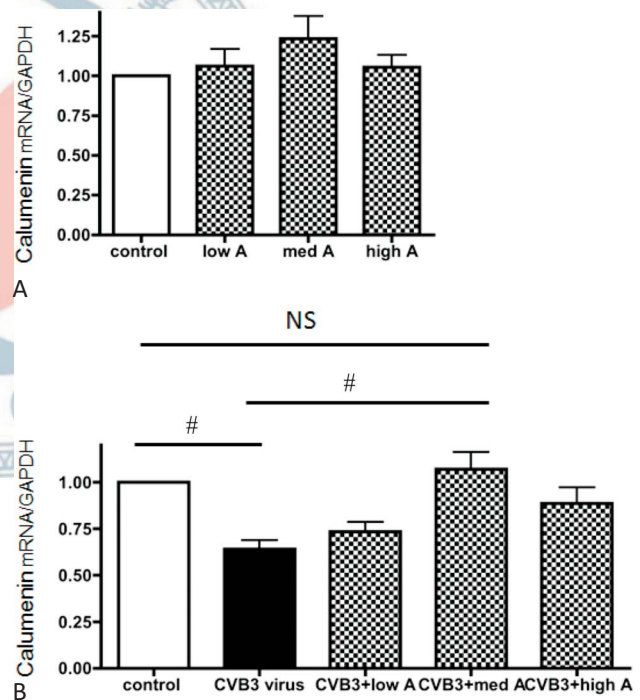 Calumenin mRNA/GAPDH
1.25
1.00
0.75
0.50
0.25
0.00
control low A med A high A
A
NS
#
#
Calumenin mRNA/GAPDH
1.00
0.75
0.50
0.25
0.00
control CVB3 virus CVB3+low A CVB3+med A CVB3+high A
B